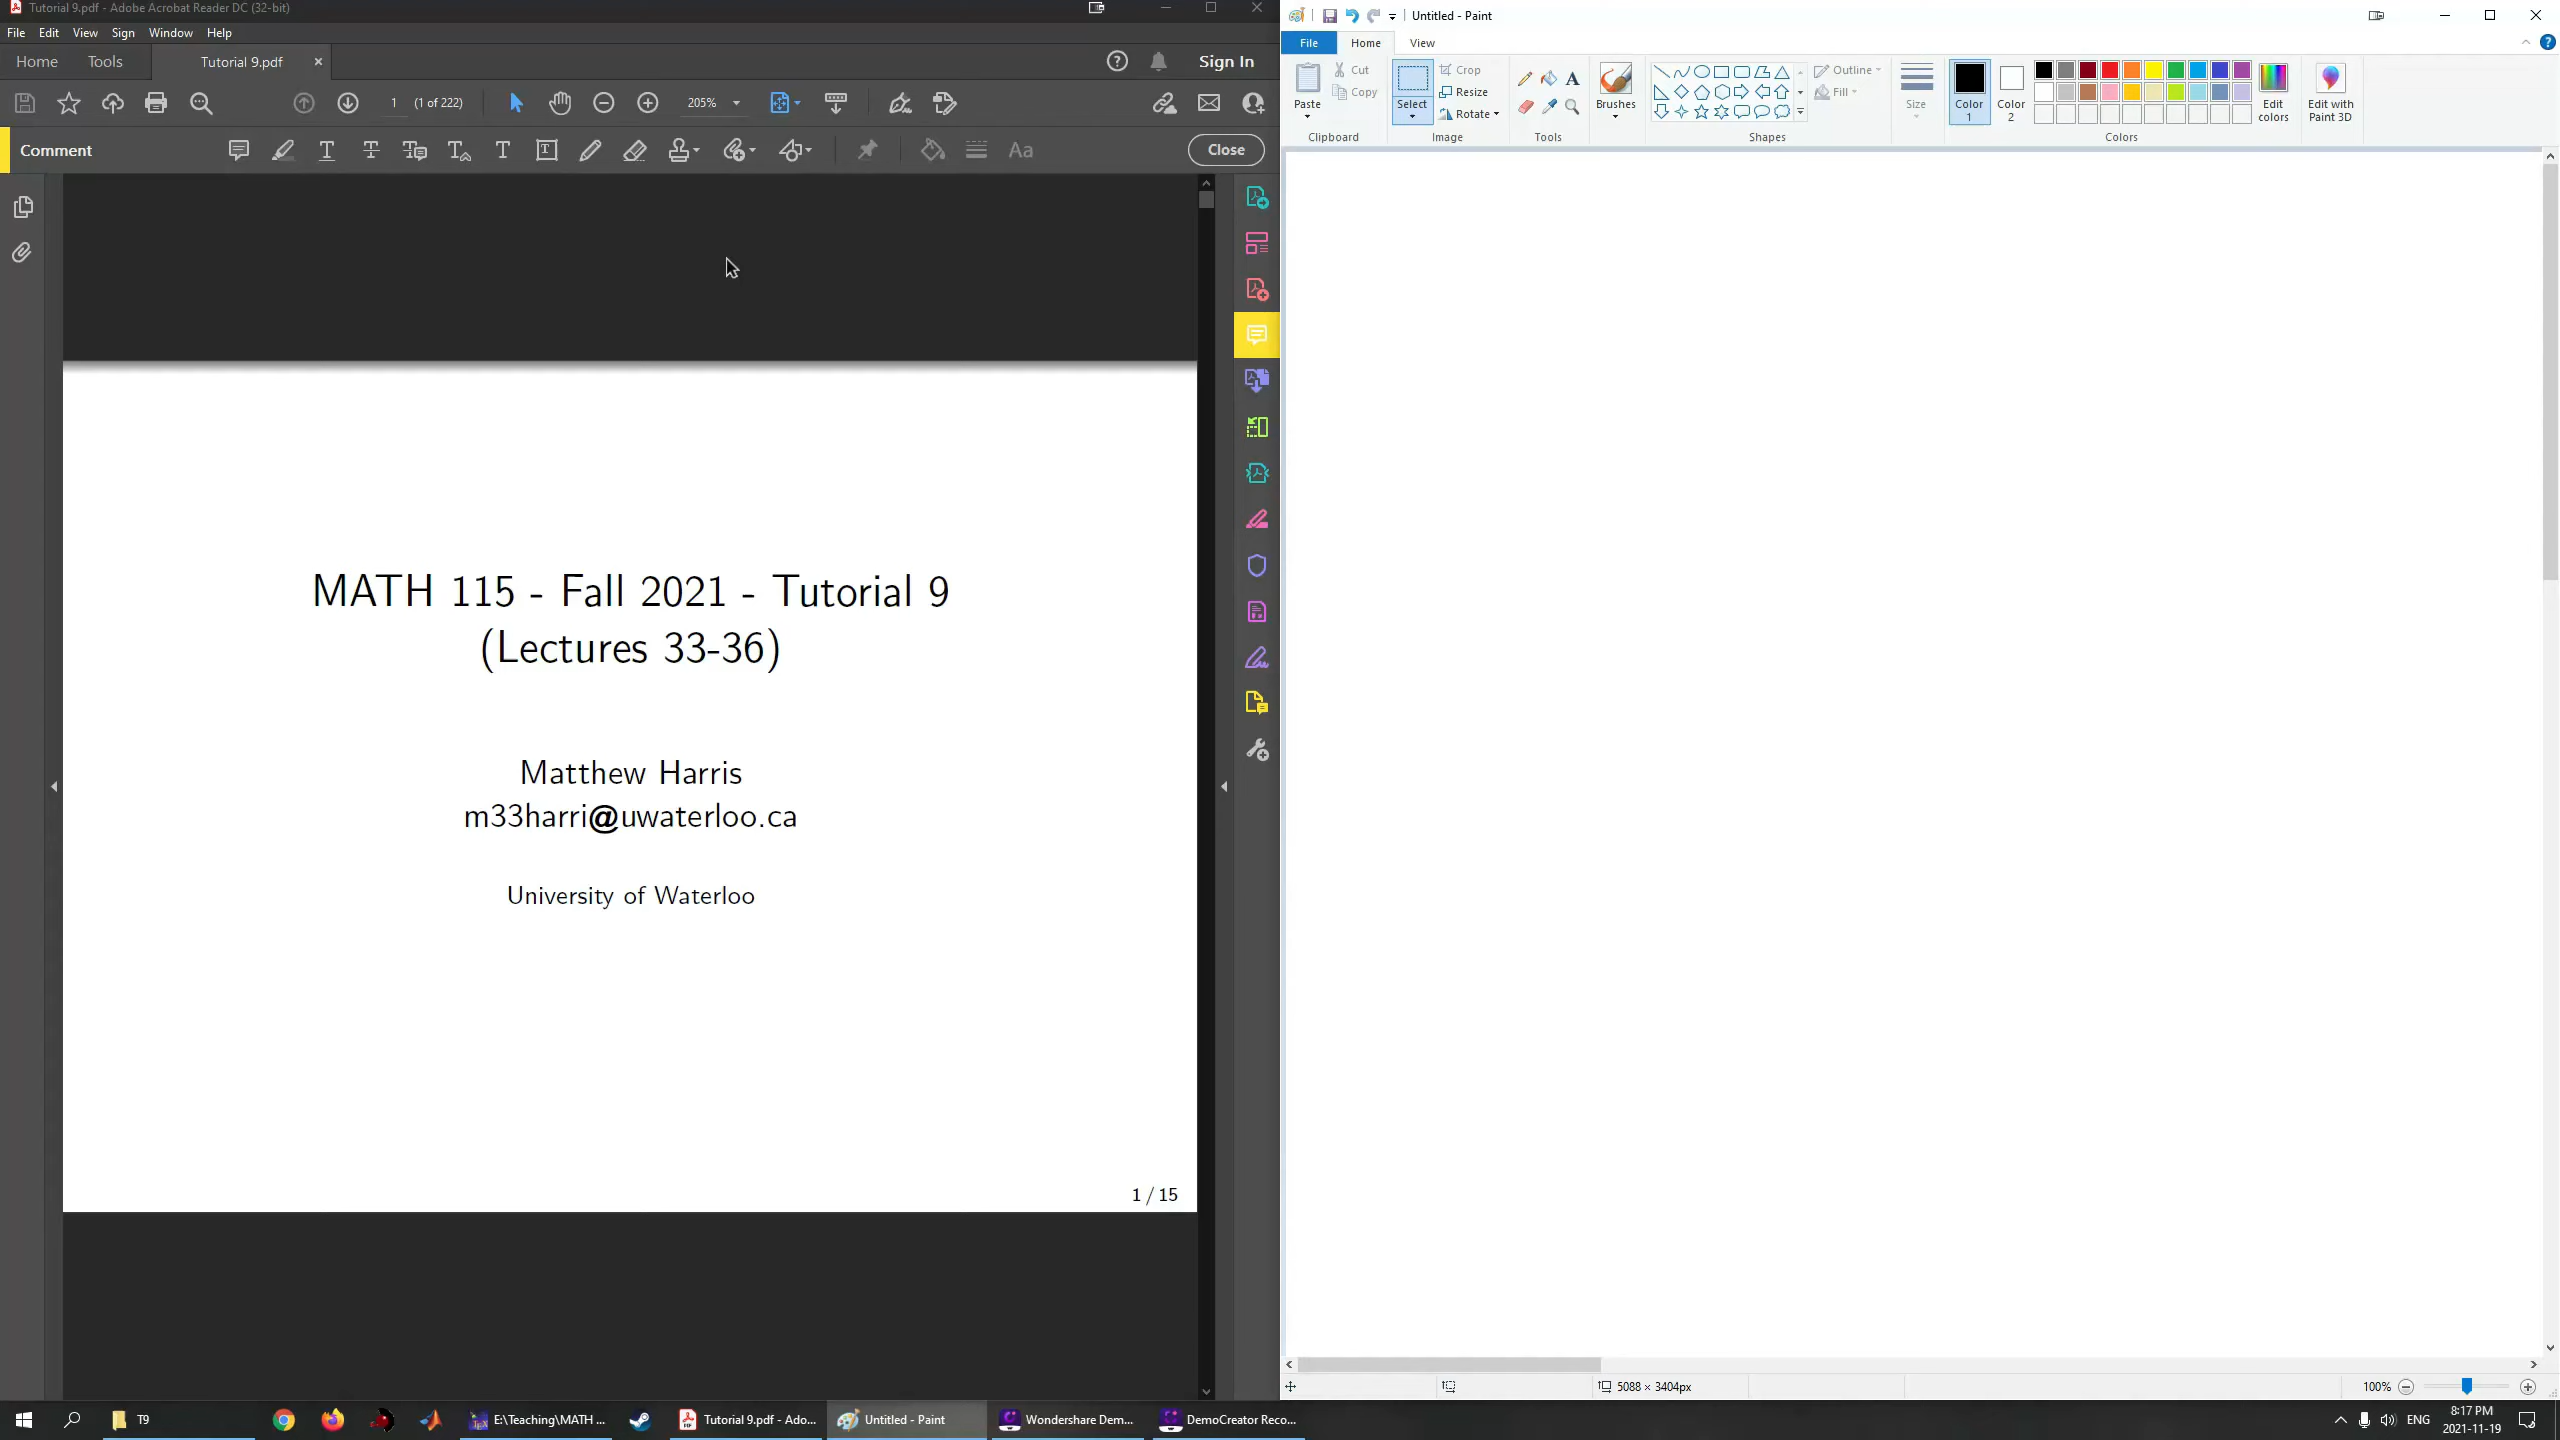 Tutorial 9.pdf - Adobe Acrobat Reader DC (32-bit)
File Edit View Sign Window Help
Home Tools Tutorial 9.pdf × Sign In
1 (1 of 222) 205%
Comment Close
MATH 115 - Fall 2021 - Tutorial 9
(Lectures 33-36)
Matthew Harris
m33harri@uwaterloo.ca
University of Waterloo
1 / 15
Untitled - Paint
File Home View
Paste
Cut
Copy
Clipboard
Select
Crop
Resize
Rotate
Image
Tools
Brushes
Shapes
Outline
Fill
Size
Color
1
Color
2
Edit
colors
Colors
Edit with
Paint 3D
5088 × 3404px
100%
T9
E:\Teaching\MATH ...
Tutorial 9.pdf - Ado...
Untitled - Paint
Wondershare Dem...
DemoCreator Reco...
ENG
8:17 PM
2021-11-19